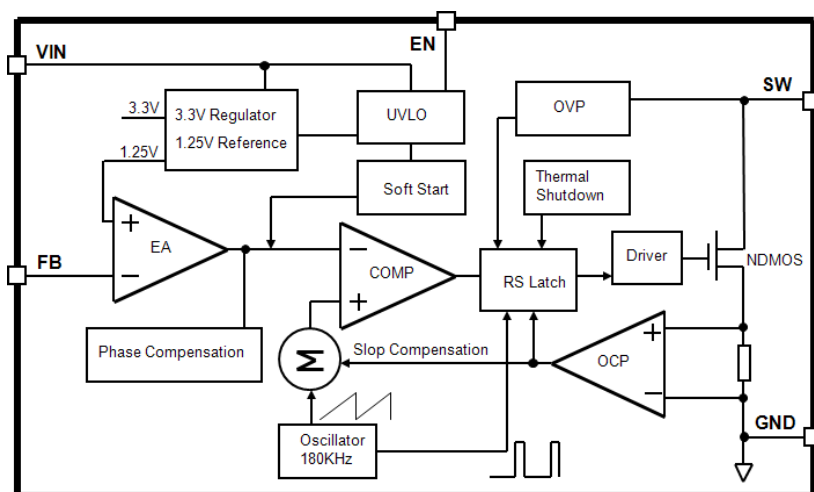 EN
VIN
SW
3.3V
3.3V Regulator
1.25V Reference
UVLO
OVP
1.25V
Soft Start
Thermal
Shutdown
+
EA
−
FB
−
COMP
+
RS Latch
Driver
NDMOS
Phase Compensation
Σ
Slop Compensation
+
OCP
−
GND
Oscillator
180KHz